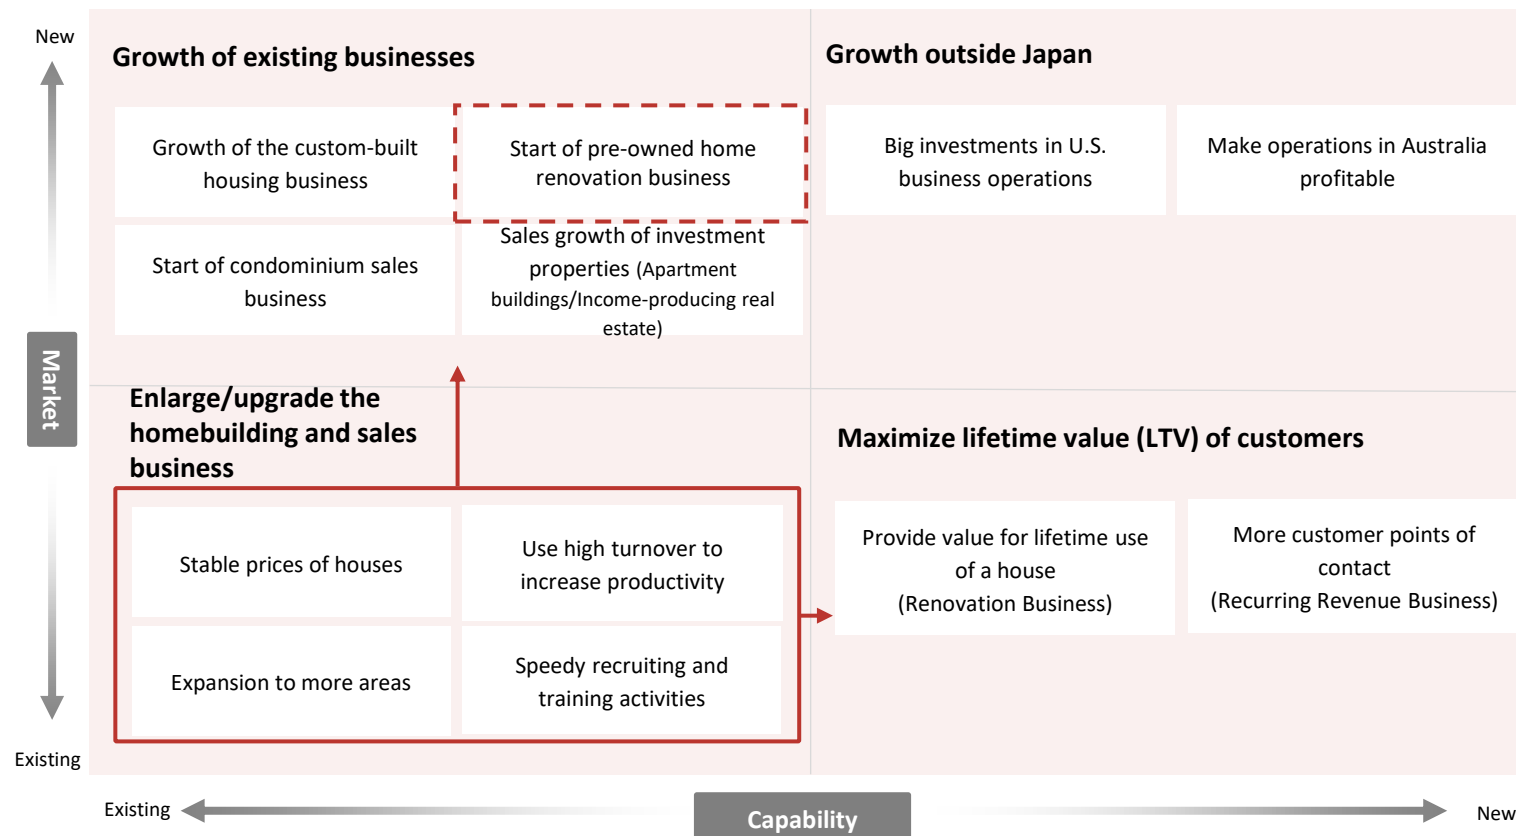 New
Growth of existing businesses
Growth of the custom-built
housing business
Start of pre-owned home
renovation business
Start of condominium sales
business
Sales growth of investment
properties (Apartment
buildings/Income-producing real
estate)
Growth outside Japan
Big investments in U.S.
business operations
Make operations in Australia
profitable
Market
Enlarge/upgrade the
homebuilding and sales
business
Stable prices of houses
Use high turnover to
increase productivity
Expansion to more areas
Speedy recruiting and
training activities
Maximize lifetime value (LTV) of customers
Provide value for lifetime use
of a house
(Renovation Business)
More customer points of
contact
(Recurring Revenue Business)
Existing
Existing
Capability
New